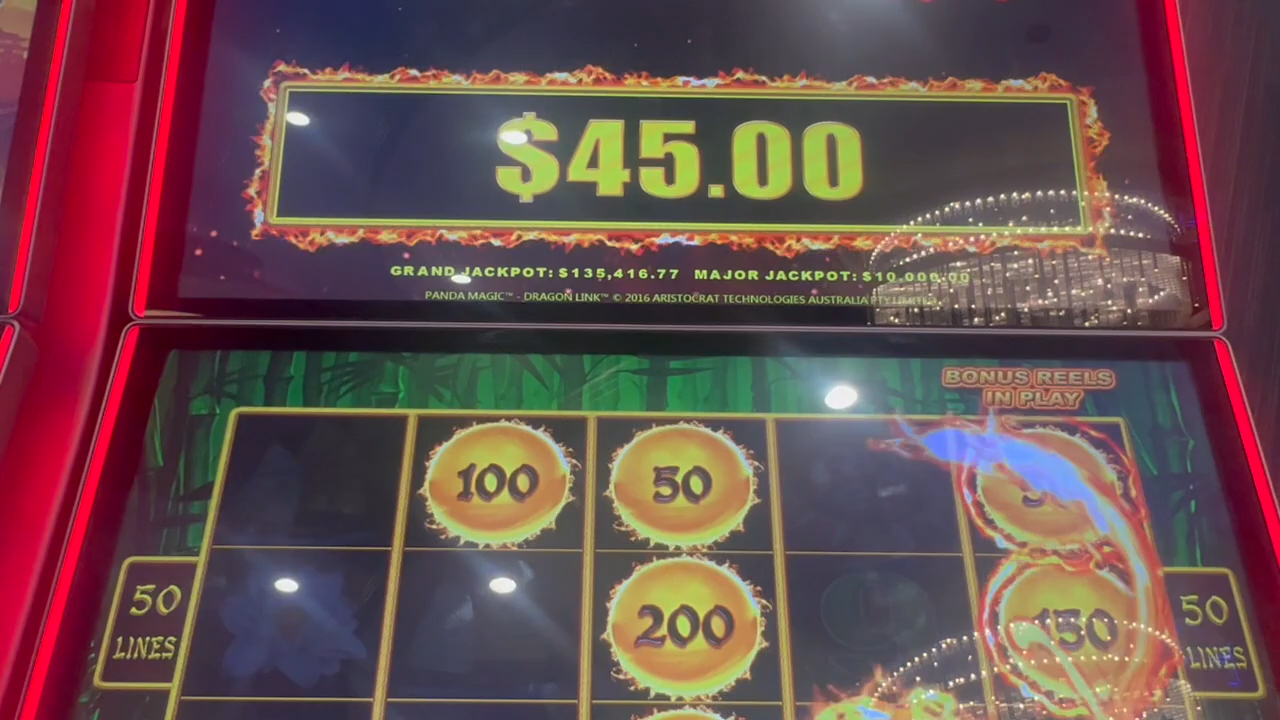 $45.00
GRAND JACKPOT: $135,416.77 MAJOR JACKPOT: $10,000.00
PANDA MAGIC™ - DRAGON LINK™ © 2016 ARISTOCRAT TECHNOLOGIES AUSTRALIA PTY LIMITED
BONUS REELS
IN PLAY
100 50
50
LINES
200 150
50
LINES